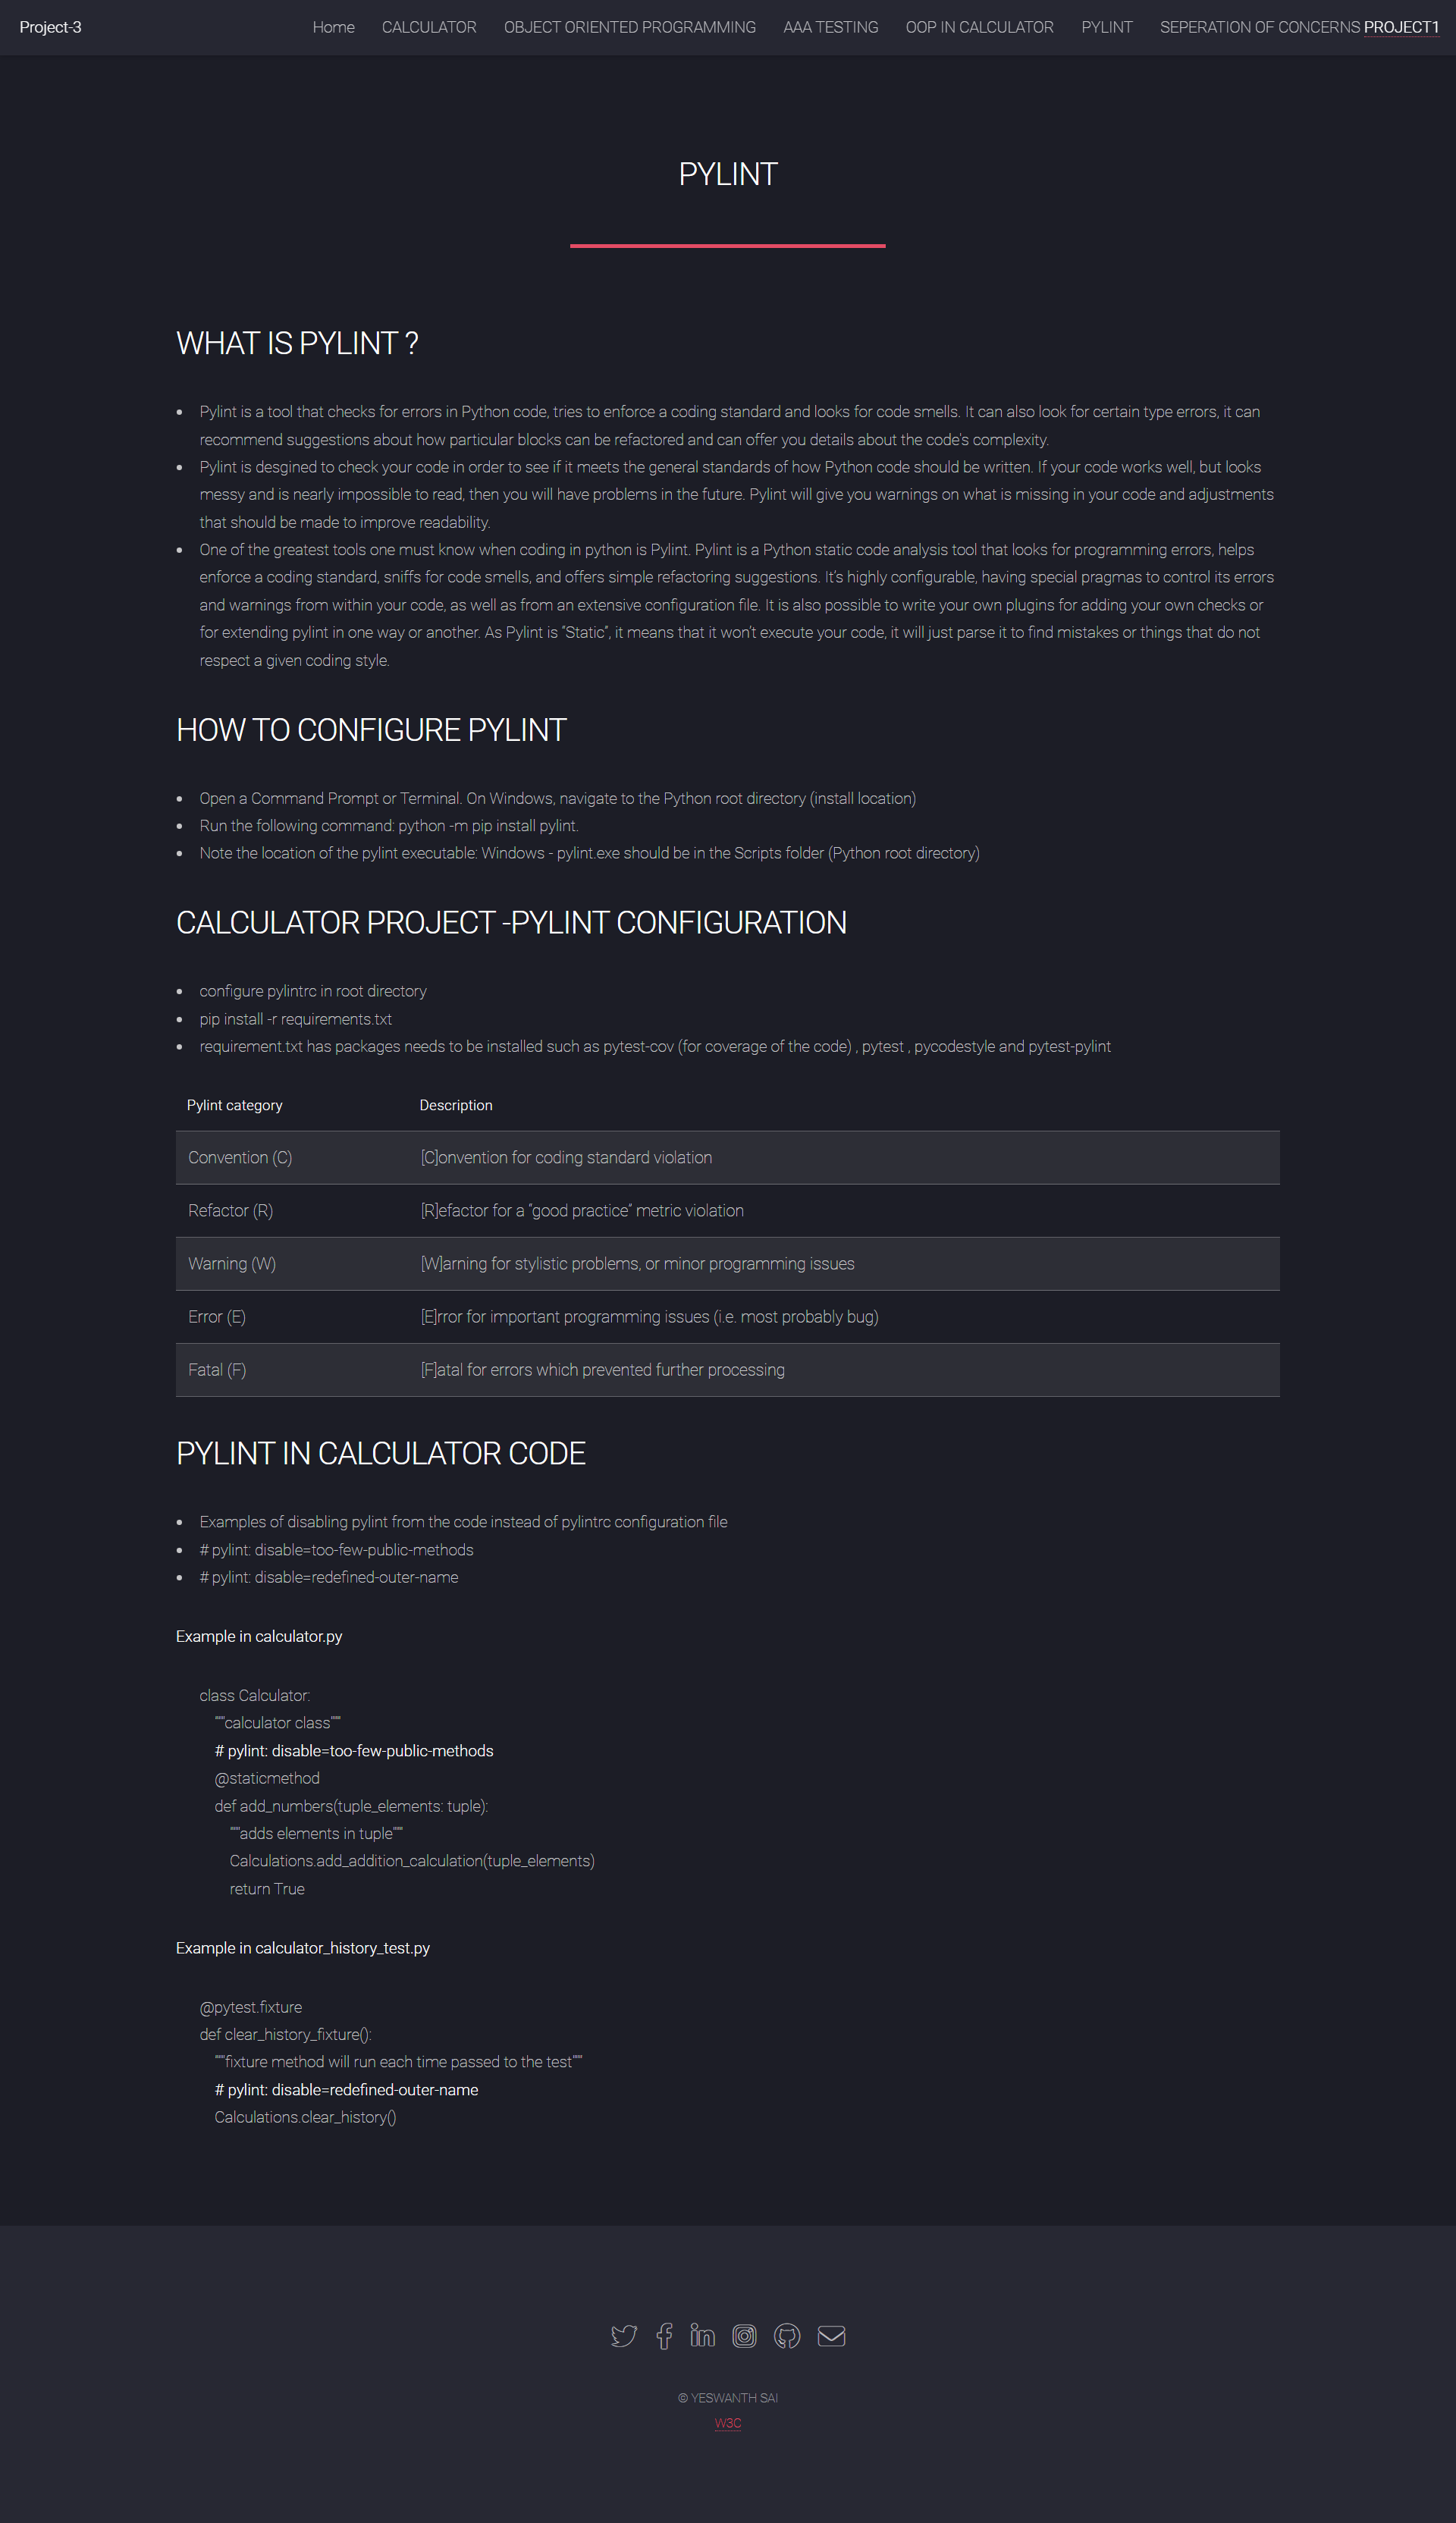 Project-3
Home CALCULATOR OBJECT ORIENTED PROGRAMMING AAA TESTING OOP IN CALCULATOR PYLINT SEPERATION OF CONCERNS PROJECT1
PYLINT
WHAT IS PYLINT ?
Pylint is a tool that checks for errors in Python code, tries to enforce a coding standard and looks for code smells. It can also look for certain type errors, it can
recommend suggestions about how particular blocks can be refactored and can offer you details about the code's complexity.
Pylint is desgined to check your code in order to see if it meets the general standards of how Python code should be written. If your code works well, but looks
messy and is nearly impossible to read, then you will have problems in the future. Pylint will give you warnings on what is missing in your code and adjustments
that should be made to improve readability.
One of the greatest tools one must know when coding in python is Pylint. Pylint is a Python static code analysis tool that looks for programming errors, helps
enforce a coding standard, sniffs for code smells, and offers simple refactoring suggestions. It's highly configurable, having special pragmas to control its errors
and warnings from within your code, as well as from an extensive configuration file. It is also possible to write your own plugins for adding your own checks or
for extending pylint in one way or another. As Pylint is "Static", it means that it won't execute your code, it will just parse it to find mistakes or things that do not
respect a given coding style.
HOW TO CONFIGURE PYLINT
Open a Command Prompt or Terminal. On Windows, navigate to the Python root directory (install location)
Run the following command: python -m pip install pylint.
Note the location of the pylint executable: Windows - pylint.exe should be in the Scripts folder (Python root directory)
CALCULATOR PROJECT -PYLINT CONFIGURATION
configure pylintrc in root directory
pip install -r requirements.txt
requirement.txt has packages needs to be installed such as pytest-cov (for coverage of the code) , pytest , pycodestyle and pytest-pylint
Pylint category Description
Convention (C) [C]onvention for coding standard violation
Refactor (R) [R]efactor for a "good practice" metric violation
Warning (W) [W]arning for stylistic problems, or minor programming issues
Error (E) [E]rror for important programming issues (i.e. most probably bug)
Fatal (F) [F]atal for errors which prevented further processing
PYLINT IN CALCULATOR CODE
Examples of disabling pylint from the code instead of pylintrc configuration file
# pylint: disable=too-few-public-methods
# pylint: disable=redefined-outer-name
Example in calculator.py
class Calculator:
"""calculator class"""
# pylint: disable=too-few-public-methods
@staticmethod
def add_numbers(tuple_elements: tuple):
"""adds elements in tuple"""
Calculations.add_addition_calculation(tuple_elements)
return True
Example in calculator_history_test.py
@pytest.fixture
def clear_history_fixture():
"""fixture method will run each time passed to the test"""
# pylint: disable=redefined-outer-name
Calculations.clear_history()
© YESWANTH SAI
W3C